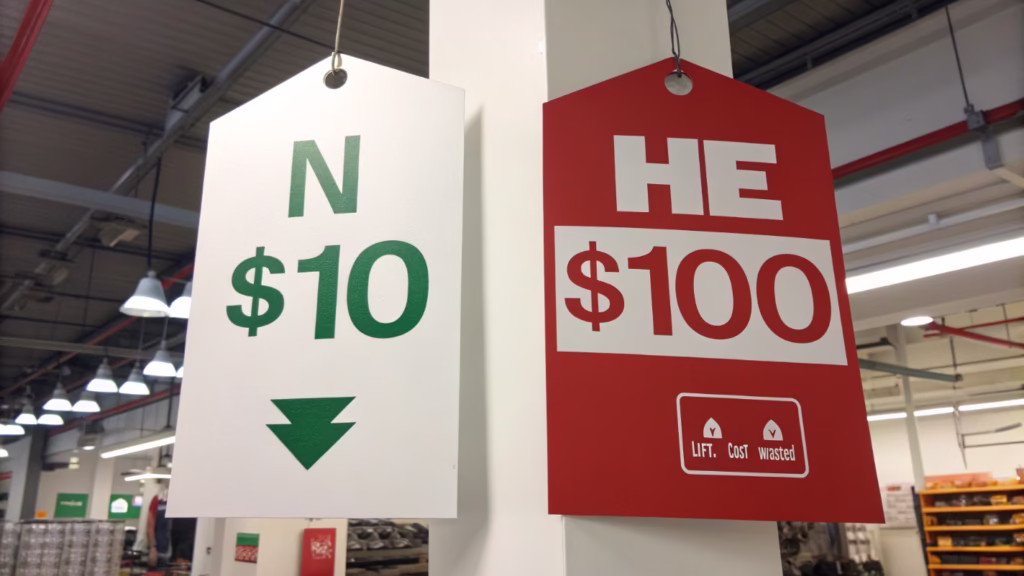 N
$10
HE
$100
LIFT. COST wasted